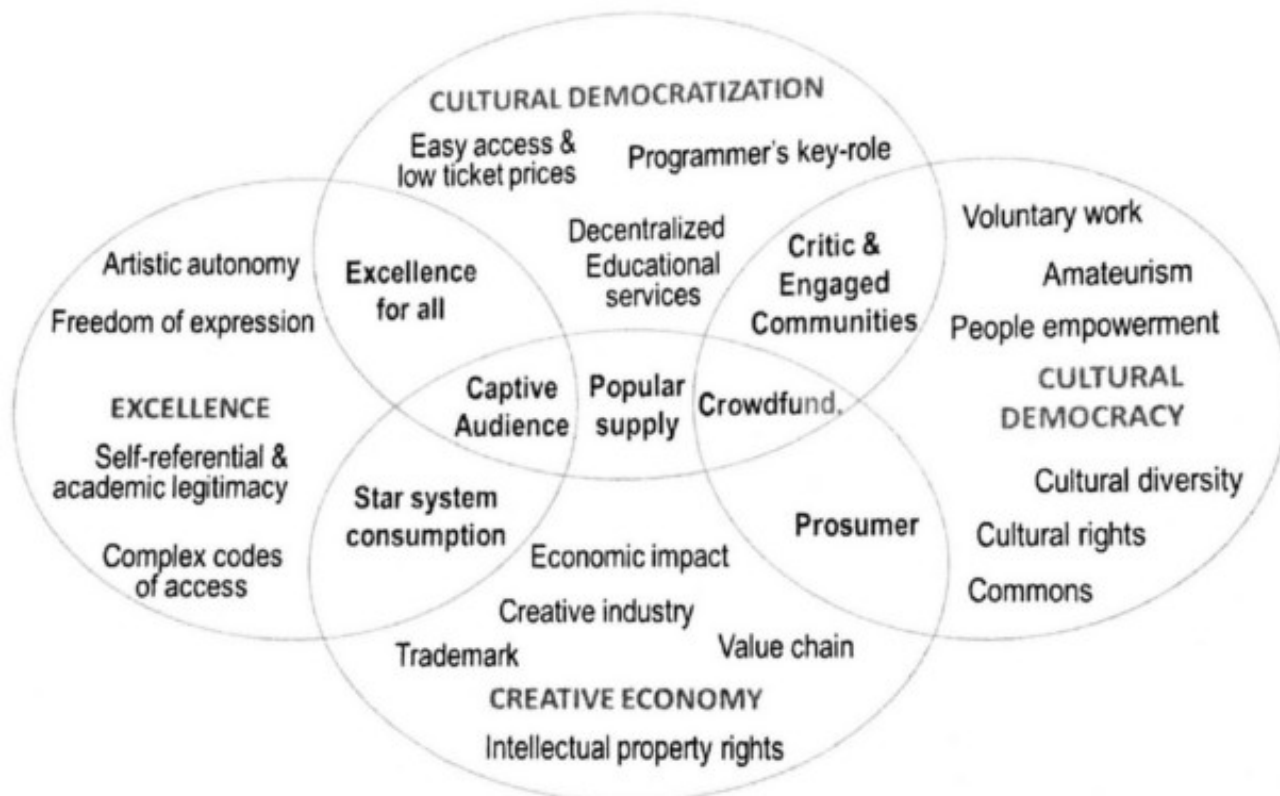 CULTURAL DEMOCRATIZATION
Easy access &
low ticket prices
Programmer's key-role
Decentralized
Educational
services
Artistic autonomy
Freedom of expression
EXCELLENCE
Self-referential &
academic legitimacy
Complex codes
of access
Excellence
for all
Critic &
Engaged
Communities
Voluntary work
Amateurism
People empowerment
CULTURAL
DEMOCRACY
Cultural diversity
Cultural rights
Commons
Captive
Audience
Popular
supply
Crowdfund.
Star system
consumption
Prosumer
Economic impact
Creative industry
Trademark
Value chain
CREATIVE ECONOMY
Intellectual property rights